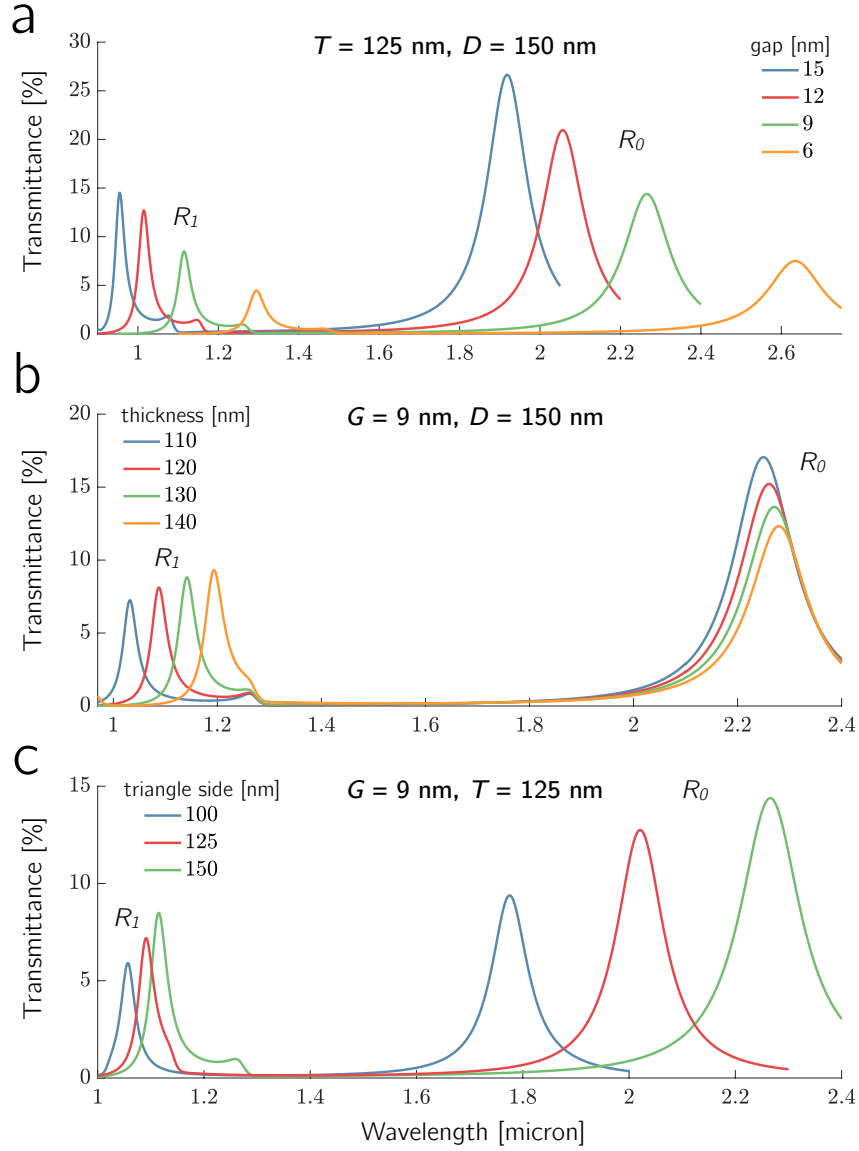 a
T = 125 nm, D = 150 nm
gap [nm]
15
12
9
6
R0
R1
Transmittance [%]
30
25
20
15
10
5
0
1 1.2 1.4 1.6 1.8 2 2.2 2.4 2.6
b
G = 9 nm, D = 150 nm
thickness [nm]
110
120
130
140
R0
R1
Transmittance [%]
20
15
10
5
0
1 1.2 1.4 1.6 1.8 2 2.2 2.4
c
G = 9 nm, T = 125 nm
triangle side [nm]
100
125
150
R0
R1
Transmittance [%]
15
10
5
0
1 1.2 1.4 1.6 1.8 2 2.2 2.4
Wavelength [micron]